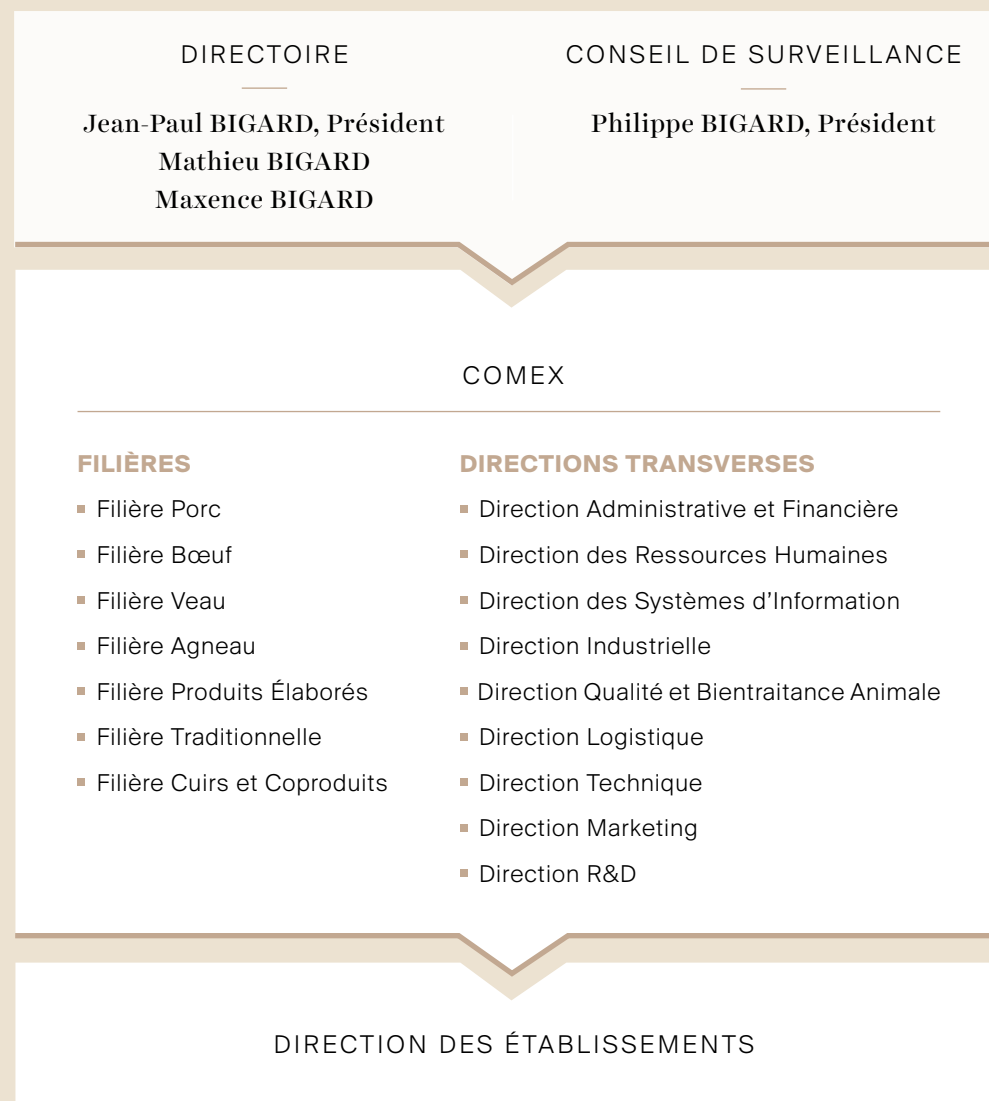 DIRECTOIRE
Jean-Paul BIGARD, Président
Mathieu BIGARD
Maxence BIGARD
CONSEIL DE SURVEILLANCE
Philippe BIGARD, Président
COMEX
FILIÈRES
Filière Porc
Filière Bœuf
Filière Veau
Filière Agneau
Filière Produits Élaborés
Filière Traditionnelle
Filière Cuirs et Coproduits
DIRECTIONS TRANSVERSES
Direction Administrative et Financière
Direction des Ressources Humaines
Direction des Systèmes d’Information
Direction Industrielle
Direction Qualité et Bientraitance Animale
Direction Logistique
Direction Technique
Direction Marketing
Direction R&D
DIRECTION DES ÉTABLISSEMENTS